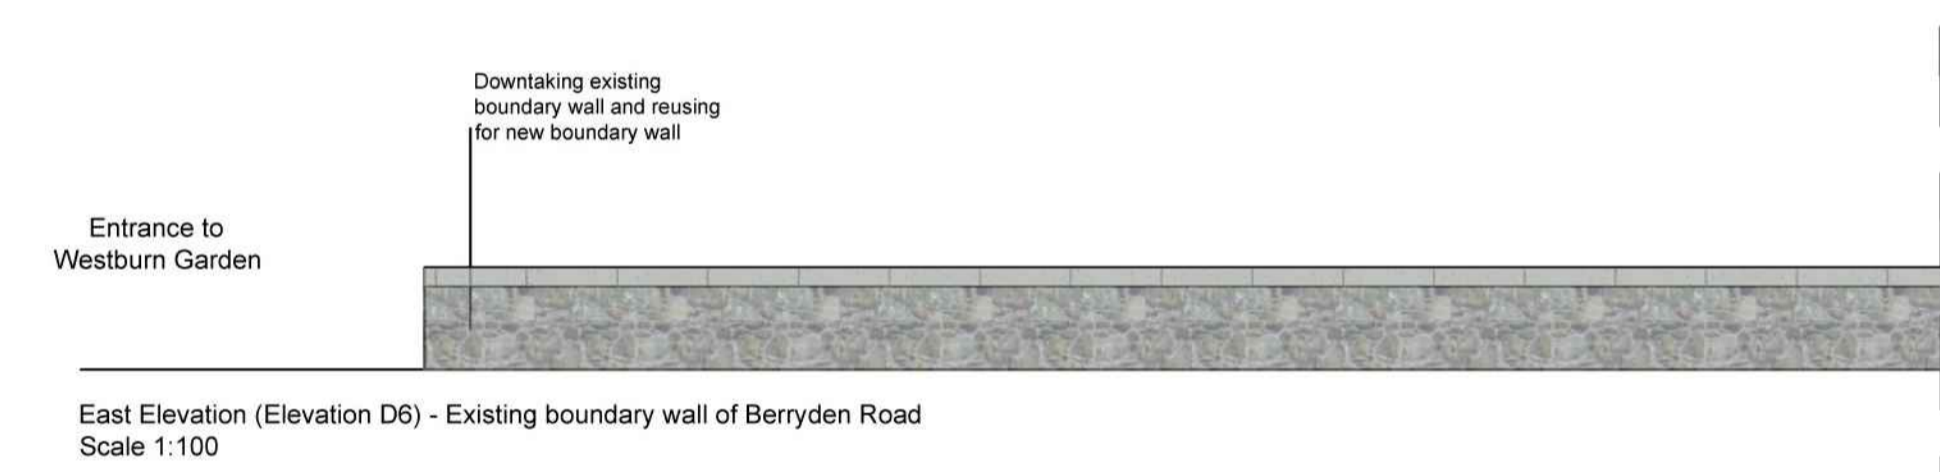 Downtaking existing
boundary wall and reusing
for new boundary wall
Entrance to
Westburn Garden
East Elevation (Elevation D6) - Existing boundary wall of Berryden Road
Scale 1:100